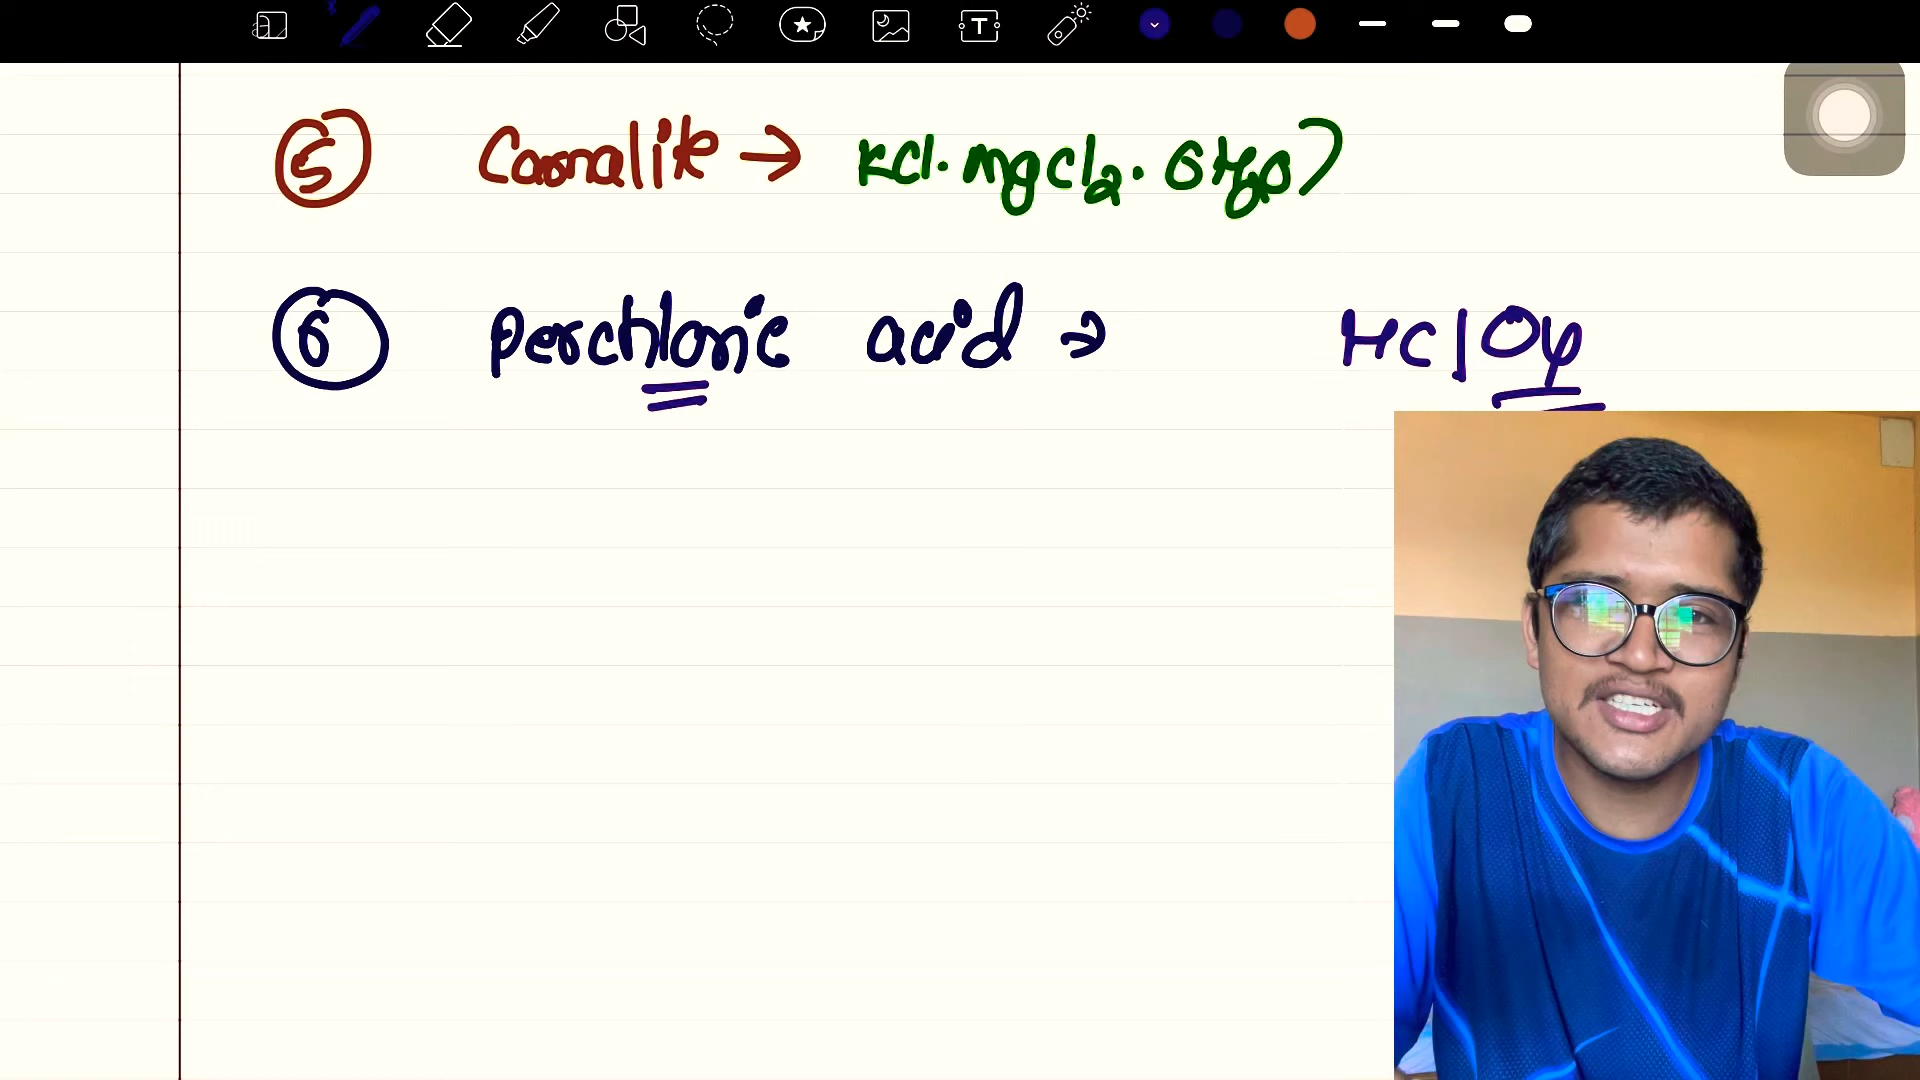 5 Carnalite → KCl. MgCl2. 6H2O)
6 perchloric acid → HClO4